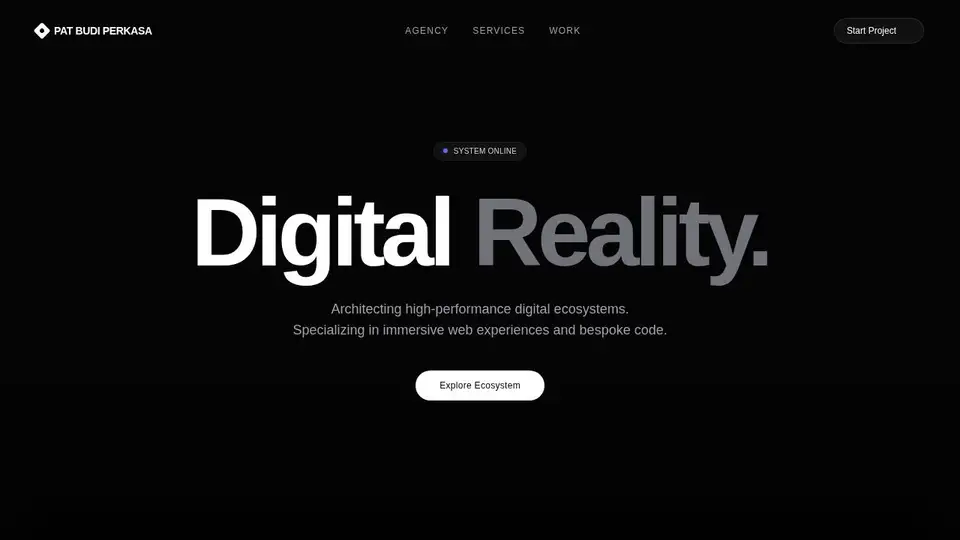 PAT BUDI PERKASA
AGENCY SERVICES WORK
Start Project
SYSTEM ONLINE
Digital Reality.
Architecting high-performance digital ecosystems.
Specializing in immersive web experiences and bespoke code.
Explore Ecosystem